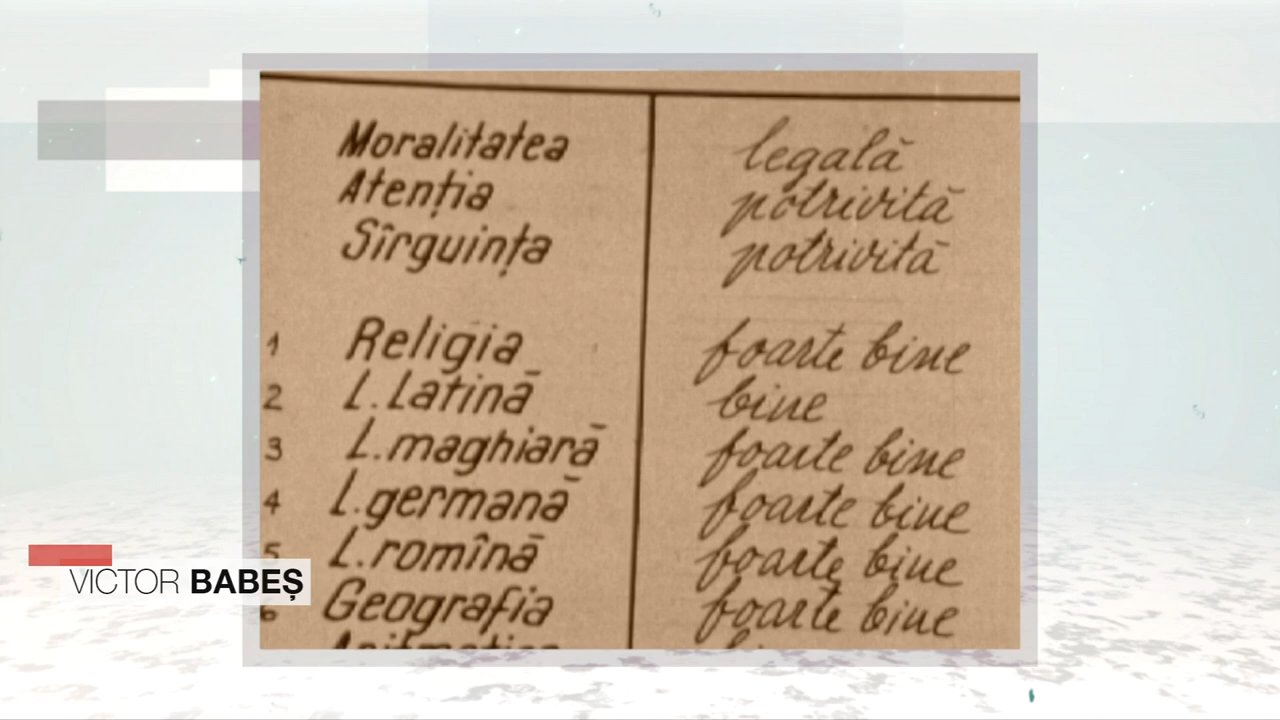 Moralitatea legală
Atenția potrivită
Sîrguința potrivită
1 Religia foarte bine
2 L. Latină bine
3 L. maghiară foarte bine
4 L. germană foarte bine
5 L. romînă foarte bine
6 Geografia foarte bine
Aritmetica
VICTOR BABEȘ